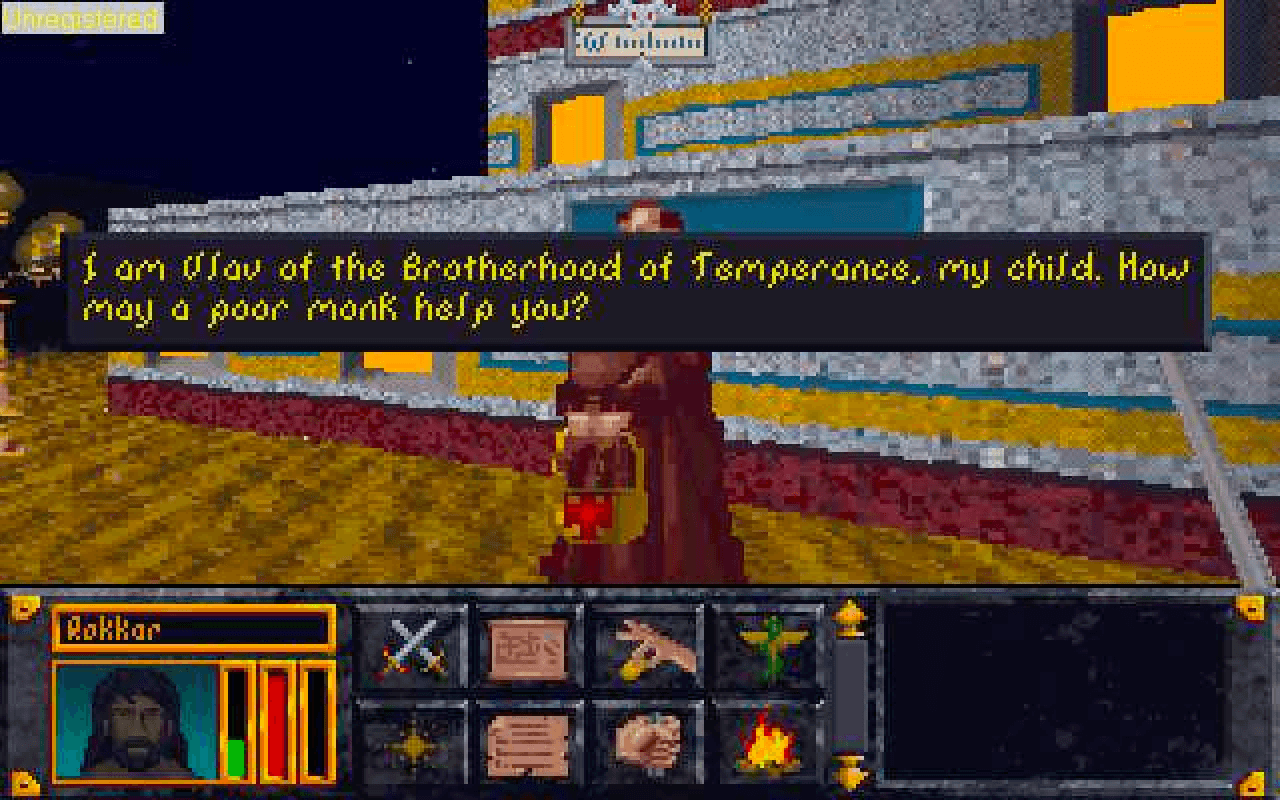 Unregistered
I am Olav of the Brotherhood of Temperance, my child. How
may a poor monk help you?
Rokkar